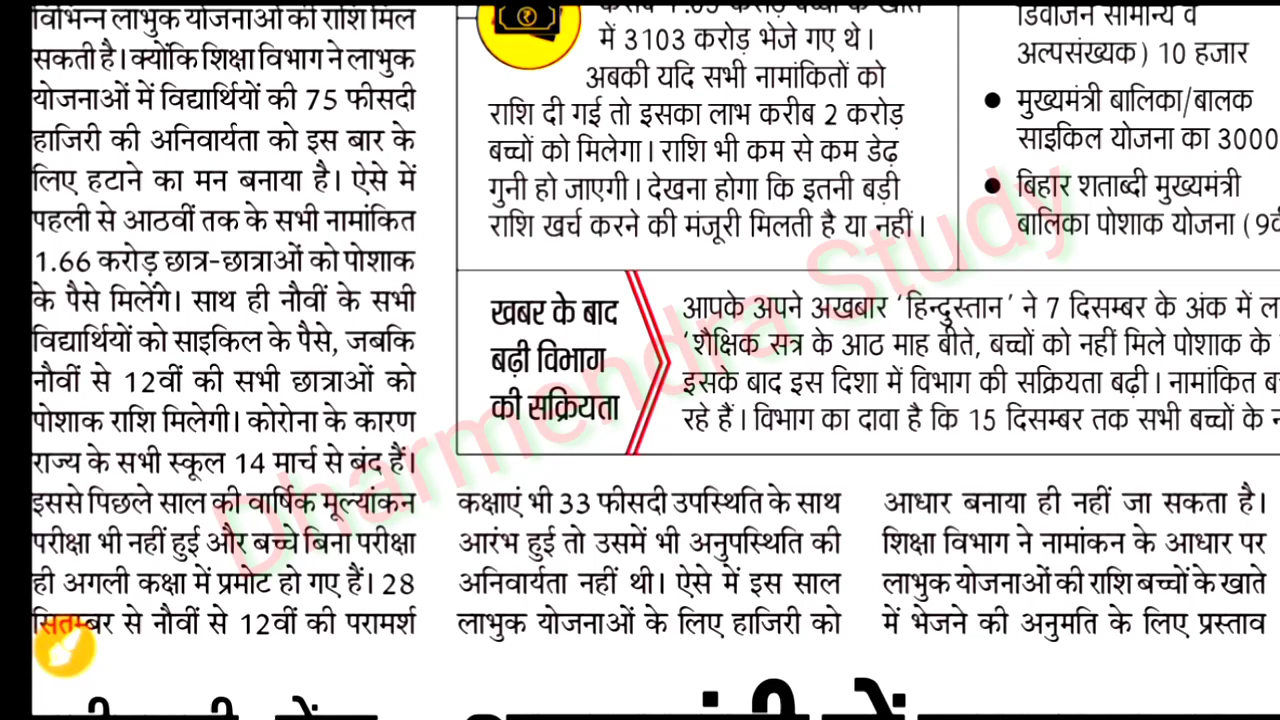 विभिन्न लाभुक योजनाओं की राशि मिल
सकती है। क्योंकि शिक्षा विभाग ने लाभुक
योजनाओं में विद्यार्थियों की 75 फीसदी
हाजिरी की अनिवार्यता को इस बार के
लिए हटाने का मन बनाया है। ऐसे में
पहली से आठवीं तक के सभी नामांकित
1.66 करोड़ छात्र-छात्राओं को पोशाक
के पैसे मिलेंगे। साथ ही नौवीं के सभी
विद्यार्थियों को साइकिल के पैसे, जबकि
नौवीं से 12वीं की सभी छात्राओं को
पोशाक राशि मिलेगी। कोरोना के कारण
राज्य के सभी स्कूल 14 मार्च से बंद हैं।
इससे पिछले साल की वार्षिक मूल्यांकन
परीक्षा भी नहीं हुई और बच्चे बिना परीक्षा
ही अगली कक्षा में प्रमोट हो गए हैं। 28
सितम्बर से नौवीं से 12वीं की परामर्श
में 3103 करोड़ भेजे गए थे।
अबकी यदि सभी नामांकितों को
राशि दी गई तो इसका लाभ करीब 2 करोड़
बच्चों को मिलेगा। राशि भी कम से कम डेढ़
गुनी हो जाएगी। देखना होगा कि इतनी बड़ी
राशि खर्च करने की मंजूरी मिलती है या नहीं।
डिवीजन सामान्य व
अल्पसंख्यक) 10 हजार
● मुख्यमंत्री बालिका/बालक
साइकिल योजना का 3000
● बिहार शताब्दी मुख्यमंत्री
बालिका पोशाक योजना (9वीं
खबर के बाद
बढ़ी विभाग
की सक्रियता
आपके अपने अखबार ‘हिन्दुस्तान’ ने 7 दिसम्बर के अंक में
‘शैक्षिक सत्र के आठ माह बीते, बच्चों को नहीं मिले पोशाक के
इसके बाद इस दिशा में विभाग की सक्रियता बढ़ी। नामांकित
रहे हैं। विभाग का दावा है कि 15 दिसम्बर तक सभी बच्चों के
कक्षाएं भी 33 फीसदी उपस्थिति के साथ
आरंभ हुई तो उसमें भी अनुपस्थिति की
अनिवार्यता नहीं थी। ऐसे में इस साल
लाभुक योजनाओं के लिए हाजिरी को
आधार बनाया ही नहीं जा सकता है।
शिक्षा विभाग ने नामांकन के आधार पर
लाभुक योजनाओं की राशि बच्चों के खाते
में भेजने की अनुमति के लिए प्रस्ताव
Dharmendra Study